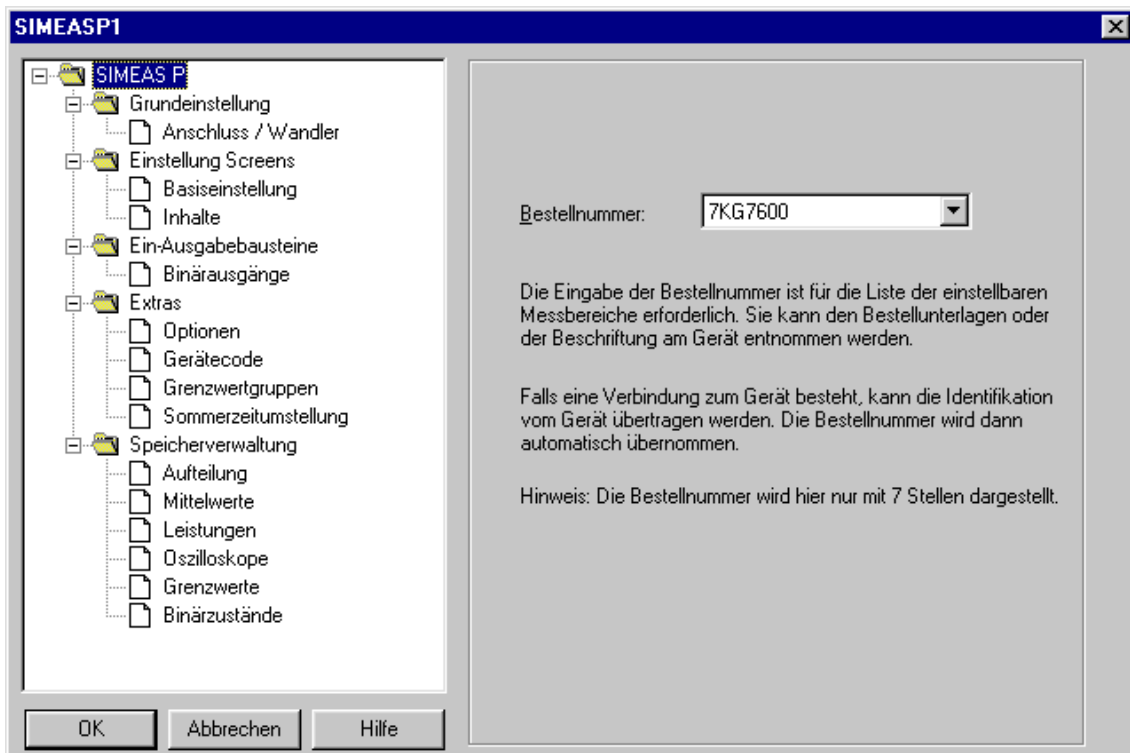 SIMEASP1
SIMEAS P
Grundeinstellung
Anschluss / Wandler
Einstellung Screens
Basiseinstellung
Inhalte
Ein-Ausgabebausteine
Binärausgänge
Extras
Optionen
Gerätecode
Grenzwertgruppen
Sommerzeitumstellung
Speicherverwaltung
Aufteilung
Mittelwerte
Leistungen
Oszilloskope
Grenzwerte
Binärzustände
OK
Abbrechen
Hilfe
Bestellnummer:
7KG7600
Die Eingabe der Bestellnummer ist für die Liste der einstellbaren
Messbereiche erforderlich. Sie kann den Bestellunterlagen oder
der Beschriftung am Gerät entnommen werden.
Falls eine Verbindung zum Gerät besteht, kann die Identifikation
vom Gerät übertragen werden. Die Bestellnummer wird dann
automatisch übernommen.
Hinweis: Die Bestellnummer wird hier nur mit 7 Stellen dargestellt.